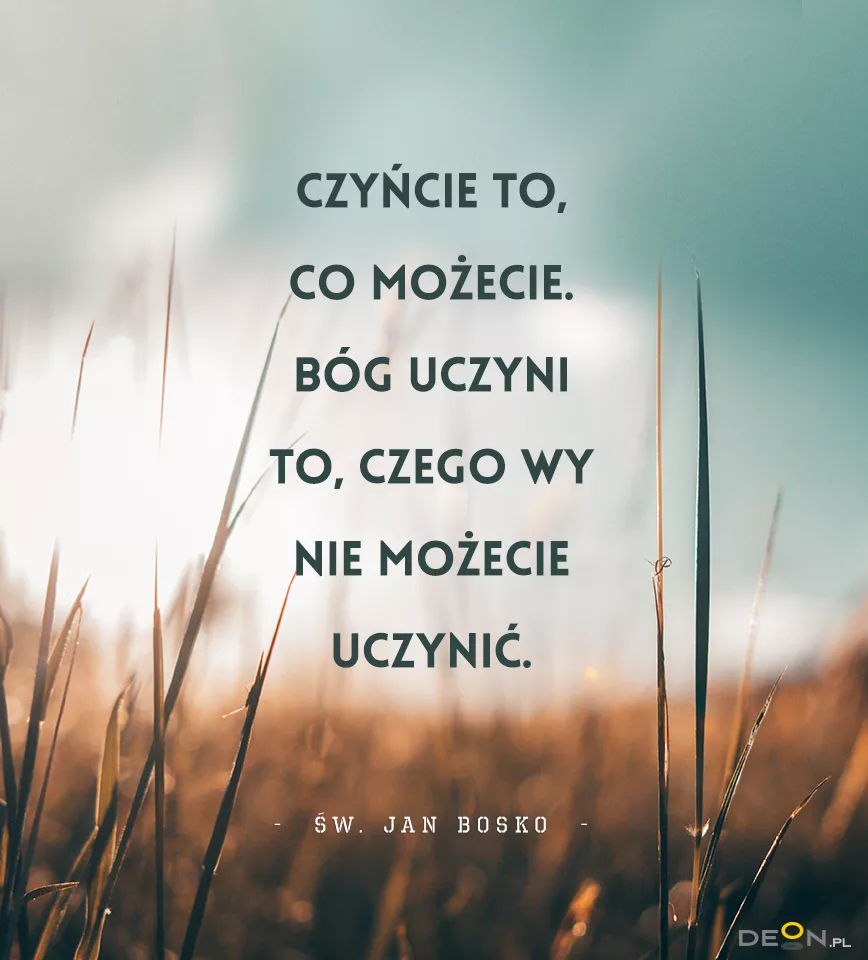 CZYŃCIE TO,
CO MOŻECIE.
BÓG UCZYNI
TO, CZEGO WY
NIE MOŻECIE
UCZYNIĆ.
- ŚW. JAN BOSKO -
DEON.PL